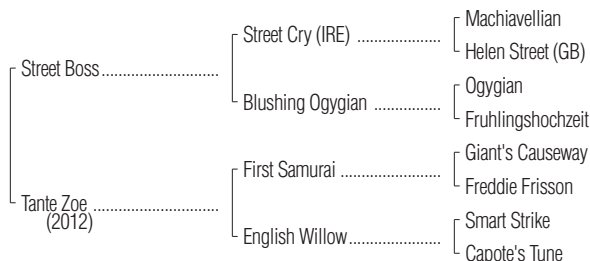 Machiavellian
Street Cry (IRE) ....................
Helen Street (GB)
Street Boss ............................
Ogygian
Blushing Ogygian ................
Fruhlingshochzeit
Giant's Causeway
First Samurai ........................
Freddie Frisson
Tante Zoe ..............................
(2012)
Smart Strike
English Willow ......................
Capote's Tune